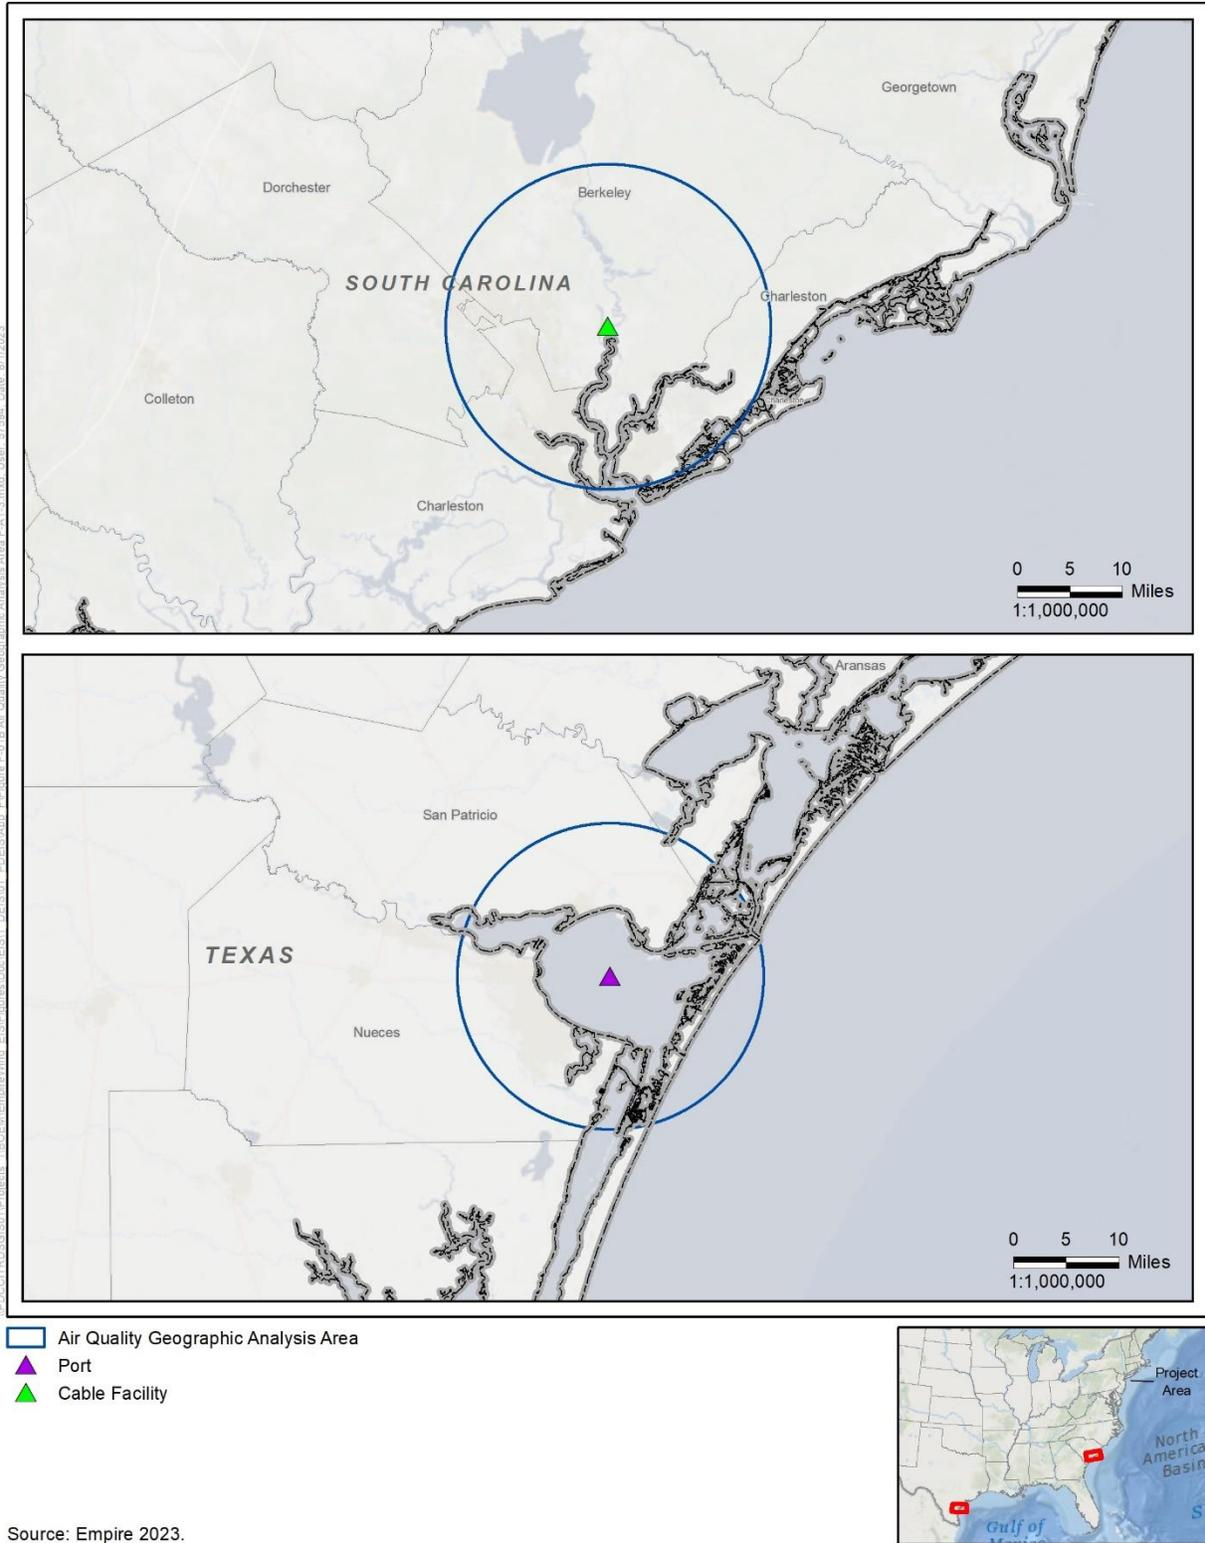 Georgetown
Dorchester
Berkeley
SOUTH CAROLINA
Charleston
Colleton
Charleston
Charleston
0 5 10
Miles
1:1,000,000
Aransas
San Patricio
TEXAS
Nueces
0 5 10
Miles
1:1,000,000
Air Quality Geographic Analysis Area
Port
Cable Facility
Project
Area
North
America
Basin
Gulf of
Source: Empire 2023.